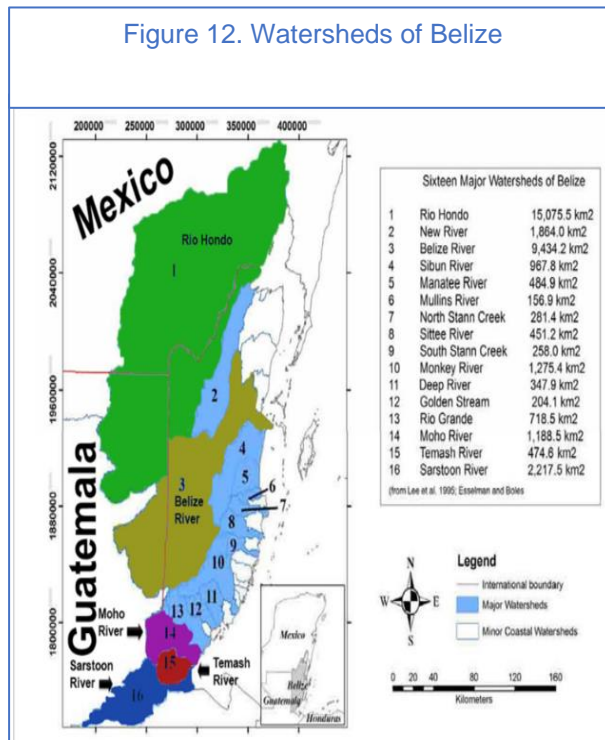 Figure 12. Watersheds of Belize
200000 250000 300000 350000 400000
2120000
2040000
1960000
1880000
1800000
Mexico
Guatemala
Rio Hondo
1
2
3
Belize
River
4
5
6
7
8
9
10
11
12
13
14
15
16
Moho
River
Sarstoon
River
Temash
River
Mexico
Belize
Guatemala
Honduras
Sixteen Major Watersheds of Belize
1 Rio Hondo 15,075.5 km2
2 New River 1,864.0 km2
3 Belize River 9,434.2 km2
4 Sibun River 967.8 km2
5 Manatee River 484.9 km2
6 Mullins River 156.9 km2
7 North Stann Creek 281.4 km2
8 Sittee River 451.2 km2
9 South Stann Creek 258.0 km2
10 Monkey River 1,275.4 km2
11 Deep River 347.9 km2
12 Golden Stream 204.1 km2
13 Rio Grande 718.5 km2
14 Moho River 1,188.5 km2
15 Temash River 474.6 km2
16 Sarstoon River 2,217.5 km2
(from Lee et al. 1995; Esselman and Boles
N
W E
S
Legend
International boundary
Major Watersheds
Minor Coastal Watersheds
0 10 20 40 60 80 100 120 140 160
Kilometers